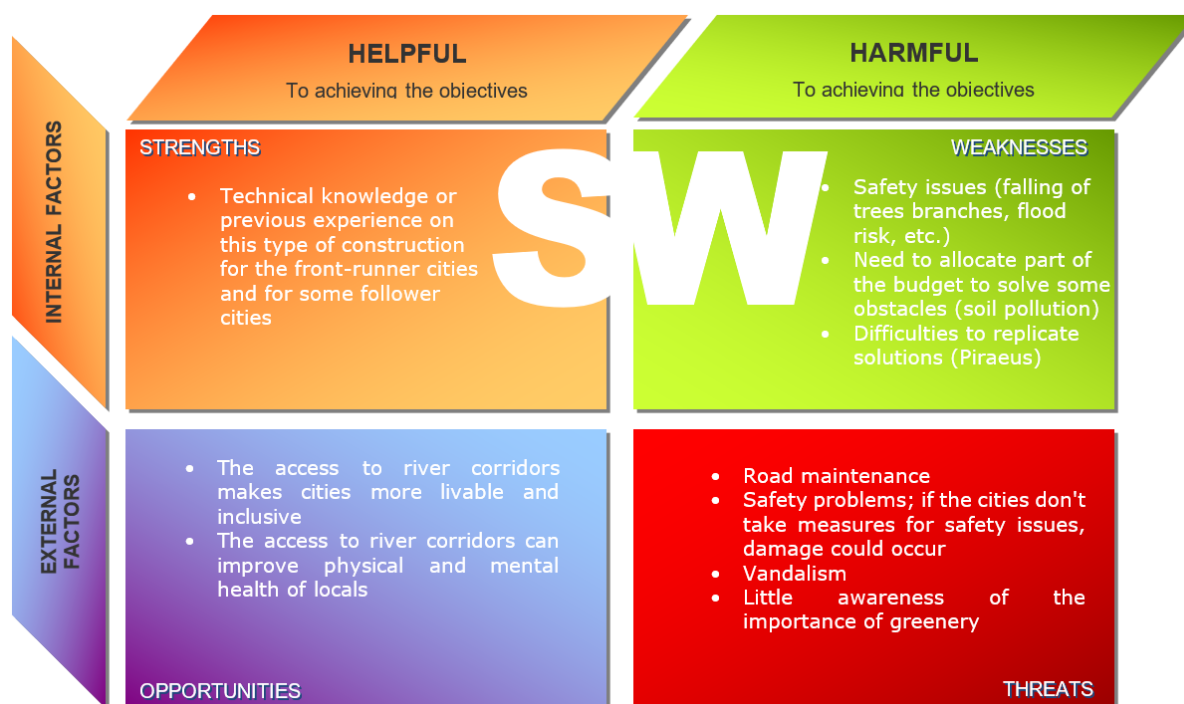 HELPFUL
To achieving the objectives
HARMFUL
To achieving the objectives
INTERNAL FACTORS
STRENGTHS
• Technical knowledge or
previous experience on
this type of construction
for the front-runner cities
and for some follower
cities
S
W
WEAKNESSES
• Safety issues (falling of
trees branches, flood
risk, etc.)
• Need to allocate part of
the budget to solve some
obstacles (soil pollution)
• Difficulties to replicate
solutions (Piraeus)
EXTERNAL
FACTORS
• The access to river corridors
makes cities more livable and
inclusive
• The access to river corridors can
improve physical and mental
health of locals
OPPORTUNITIES
• Road maintenance
• Safety problems; if the cities don't
take measures for safety issues,
damage could occur
• Vandalism
• Little awareness of the
importance of greenery
THREATS